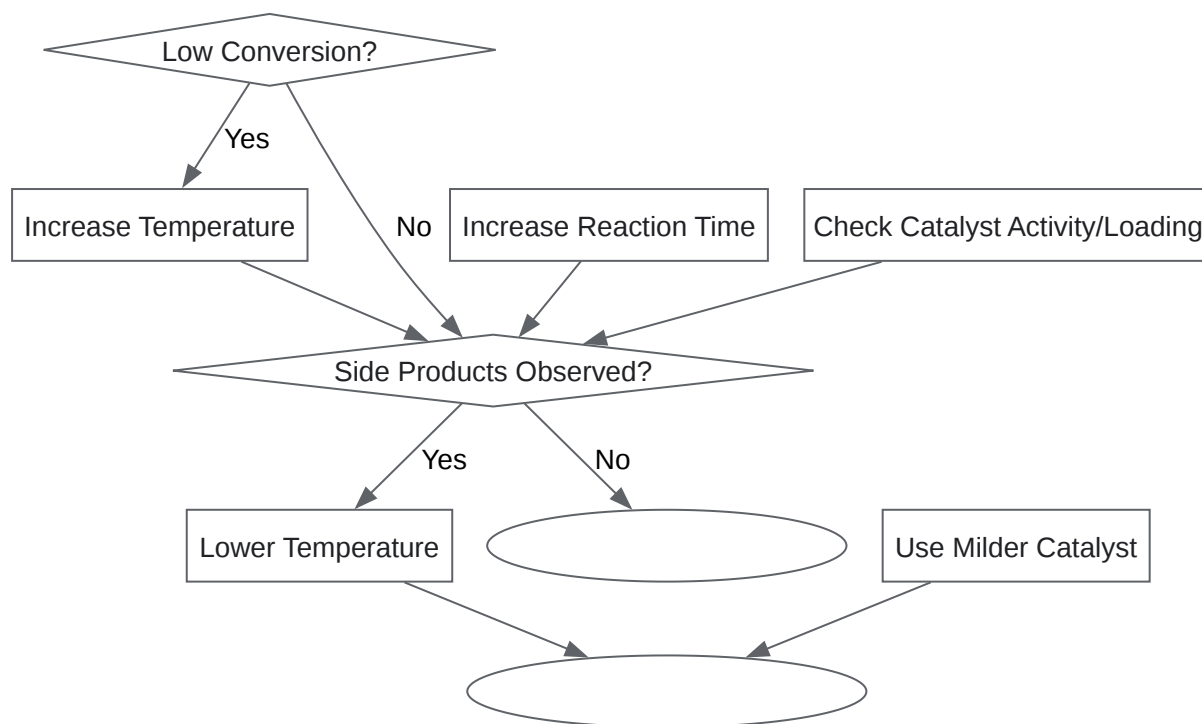 Low Conversion?
Yes
Increase Temperature
No
Increase Reaction Time
Check Catalyst Activity/Loading
Side Products Observed?
Yes
No
Lower Temperature
Use Milder Catalyst